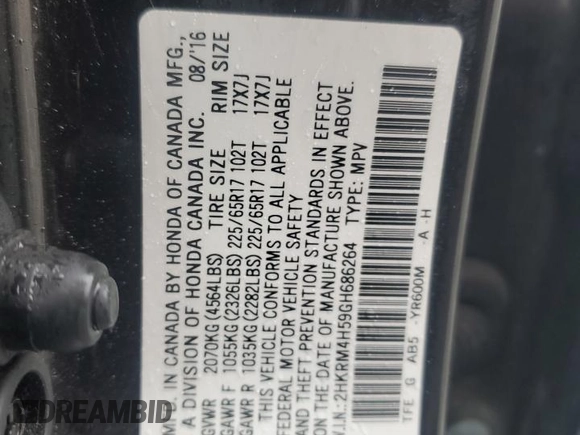 MFD. IN CANADA BY HONDA OF CANADA MFG.,
A DIVISION OF HONDA CANADA INC. 08/'16
GVWR 2070KG(4564LBS) TIRE SIZE RIM SIZE
GAWR F 1055KG(2326LBS) 225/65R17 102T 17X7J
GAWR R 1035KG(2282LBS) 225/65R17 102T 17X7J
THIS VEHICLE CONFORMS TO ALL APPLICABLE
FEDERAL MOTOR VEHICLE SAFETY
AND THEFT PREVENTION STANDARDS IN EFFECT
ON THE DATE OF MANUFACTURE SHOWN ABOVE.
V.I.N.:2HKRM4H59GH686264 TYPE: MPV
TFE G AB5 -YR600M -A -H
DREAMBID